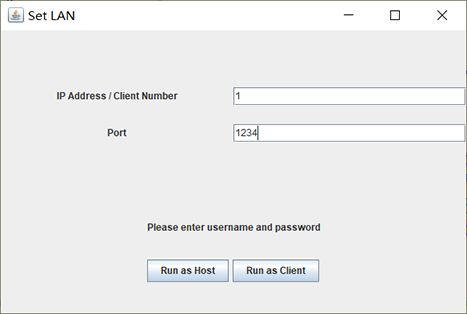 Set LAN
IP Address / Client Number 1
Port 1234
Please enter username and password
Run as Host Run as Client